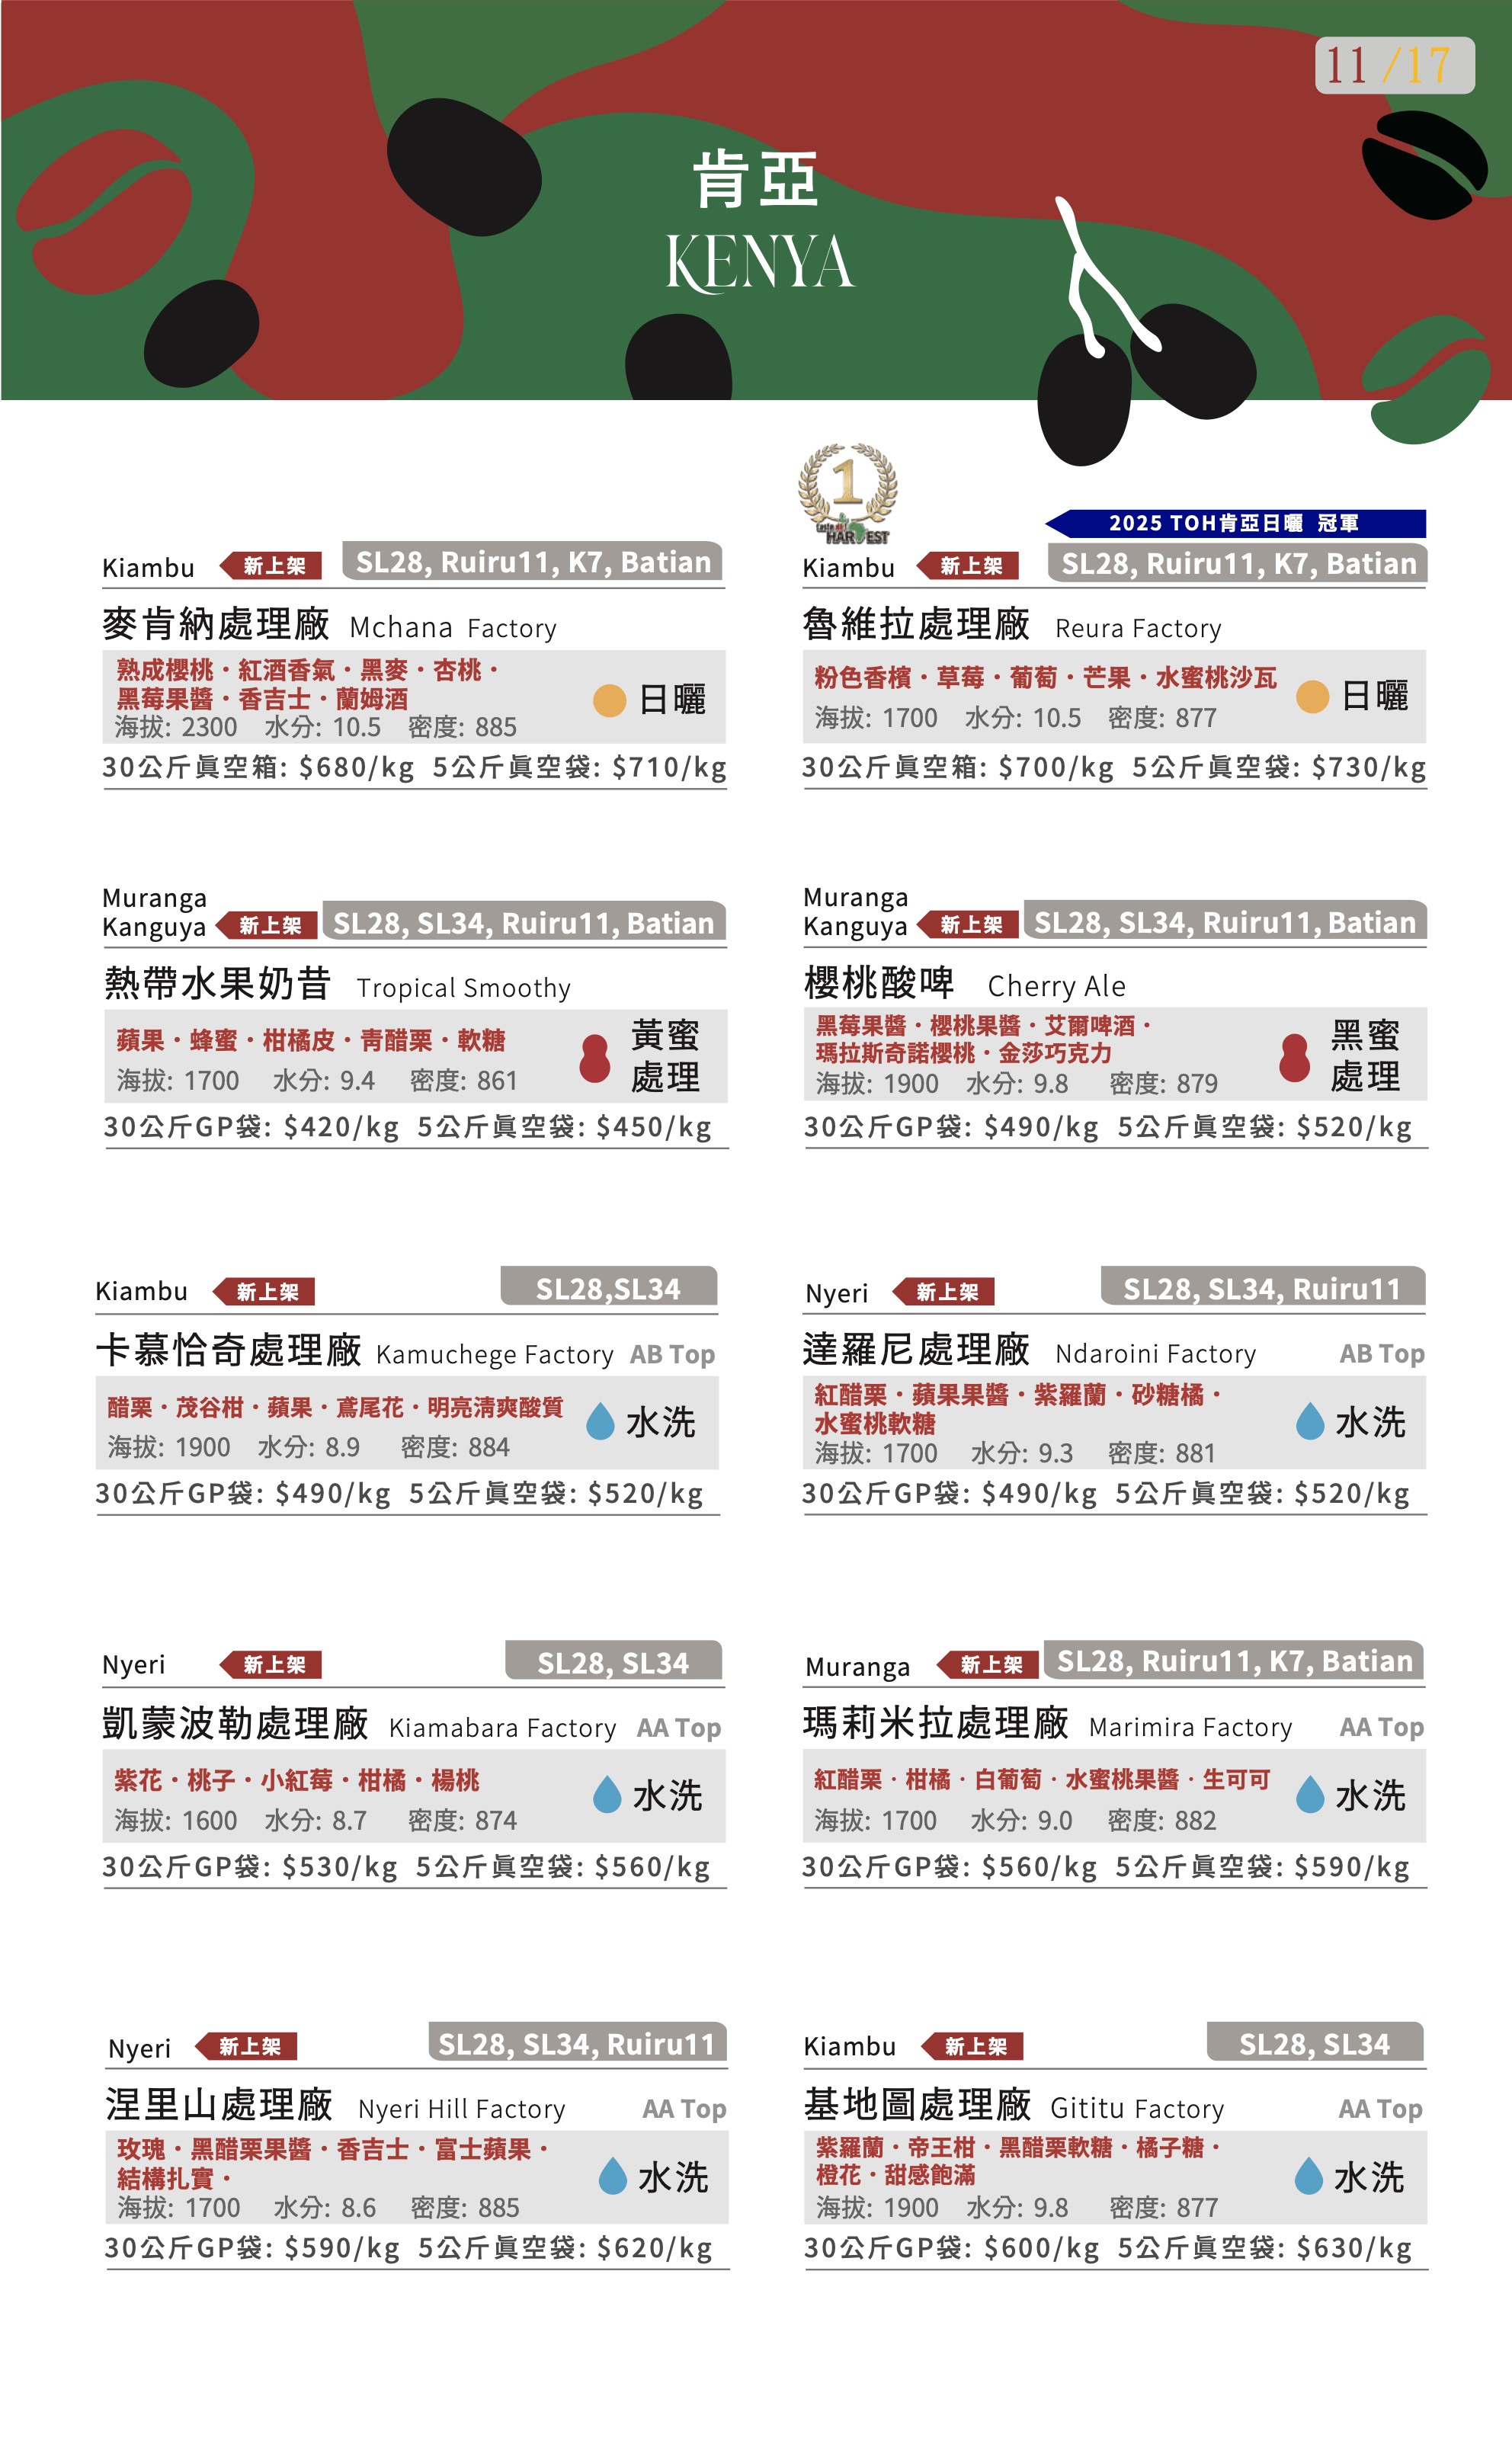 11 /17
肯亞
KENYA
Kiambu 新上架 SL28, Ruiru11, K7, Batian
麥肯納處理廠 Mchana Factory
熟成櫻桃・紅酒香氣・黑麥・杏桃・
黑莓果醬・香吉士・蘭姆酒
日曬
海拔: 2300 水分: 10.5 密度: 885
30公斤真空箱: $680/kg 5公斤真空袋: $710/kg
1
taste of HARVEST
2025 TOH肯亞日曬 冠軍
Kiambu 新上架 SL28, Ruiru11, K7, Batian
魯維拉處理廠 Reura Factory
粉色香檳・草莓・葡萄・芒果・水蜜桃沙瓦
日曬
海拔: 1700 水分: 10.5 密度: 877
30公斤真空箱: $700/kg 5公斤真空袋: $730/kg
Muranga
Kanguya 新上架 SL28, SL34, Ruiru11, Batian
熱帶水果奶昔 Tropical Smoothy
蘋果・蜂蜜・柑橘皮・青醋栗・軟糖
黃蜜
處理
海拔: 1700 水分: 9.4 密度: 861
30公斤GP袋: $420/kg 5公斤真空袋: $450/kg
Muranga
Kanguya 新上架 SL28, SL34, Ruiru11, Batian
櫻桃酸啤 Cherry Ale
黑莓果醬・櫻桃果醬・艾爾啤酒・
瑪拉斯奇諾櫻桃・金莎巧克力
黑蜜
處理
海拔: 1900 水分: 9.8 密度: 879
30公斤GP袋: $490/kg 5公斤真空袋: $520/kg
Kiambu 新上架 SL28,SL34
卡慕恰奇處理廠 Kamuchege Factory AB Top
醋栗・茂谷柑・蘋果・鳶尾花・明亮清爽酸質
水洗
海拔: 1900 水分: 8.9 密度: 884
30公斤GP袋: $490/kg 5公斤真空袋: $520/kg
Nyeri 新上架 SL28, SL34, Ruiru11
達羅尼處理廠 Ndaroini Factory AB Top
紅醋栗・蘋果果醬・紫羅蘭・砂糖橘・
水蜜桃軟糖
水洗
海拔: 1700 水分: 9.3 密度: 881
30公斤GP袋: $490/kg 5公斤真空袋: $520/kg
Nyeri 新上架 SL28, SL34
凱蒙波勒處理廠 Kiamabara Factory AA Top
紫花・桃子・小紅莓・柑橘・楊桃
水洗
海拔: 1600 水分: 8.7 密度: 874
30公斤GP袋: $530/kg 5公斤真空袋: $560/kg
Muranga 新上架 SL28, Ruiru11, K7, Batian
瑪莉米拉處理廠 Marimira Factory AA Top
紅醋栗・柑橘・白葡萄・水蜜桃果醬・生可可
水洗
海拔: 1700 水分: 9.0 密度: 882
30公斤GP袋: $560/kg 5公斤真空袋: $590/kg
Nyeri 新上架 SL28, SL34, Ruiru11
涅里山處理廠 Nyeri Hill Factory AA Top
玫瑰・黑醋栗果醬・香吉士・富士蘋果・
結構扎實・
水洗
海拔: 1700 水分: 8.6 密度: 885
30公斤GP袋: $590/kg 5公斤真空袋: $620/kg
Kiambu 新上架 SL28, SL34
基地圖處理廠 Gititu Factory AA Top
紫羅蘭・帝王柑・黑醋栗軟糖・橘子糖・
橙花・甜感飽滿
水洗
海拔: 1900 水分: 9.8 密度: 877
30公斤GP袋: $600/kg 5公斤真空袋: $630/kg